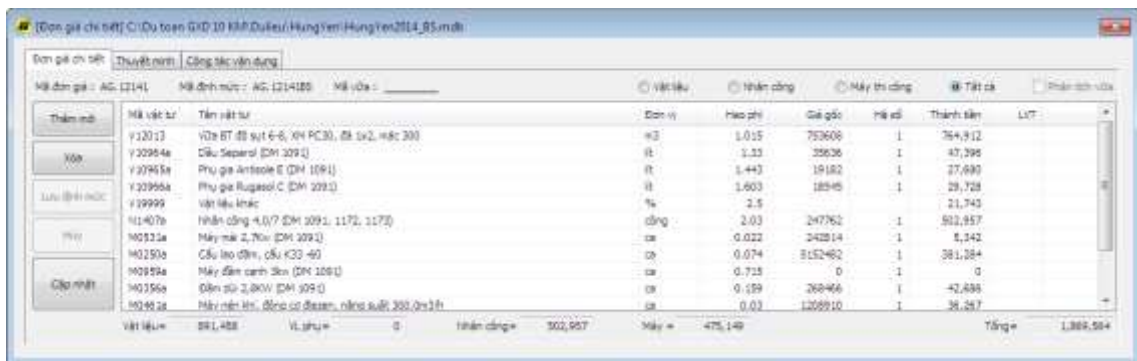 [Đơn giá chi tiết] C:\Du toan GXD 10 KM\Dulieu\HungYen\HungYen2014_BS.mdb
Đơn giá chi tiết Thuyết minh Công tác vận dụng
Mã đơn giá : AG.12141 Mã định mức : AG.12141BS Mã vữa : Vật liệu Nhân công Máy thi công Tất cả Phân tích vữa
Thêm mới
Xóa
Lưu định mức
Hủy
Cập nhật
Mã vật tư Tên vật tư Đơn vị Hao phí Giá gốc Hệ số Thành tiền LVT
V12013 Vữa BT độ sụt 6-8, XM PC30, đá 1x2, mác 300 m3 1.015 753608 1 764,912
V10964a Dầu Separol (DM 1091) lít 1.33 35636 1 47,396
V10965a Phụ gia Antisole E (DM 1091) lít 1.443 19182 1 27,680
V10966a Phụ gia Rugasol C (DM 1091) lít 1.603 18545 1 29,728
V19999 Vật liệu khác % 2.5 21,743
N1407a Nhân công 4,0/7 (DM 1091, 1172, 1173) công 2.03 247762 1 502,957
M0531a Máy mài 2,7Kw (DM 1091) ca 0.022 242814 1 5,342
M0250a Cẩu lao dầm, cẩu K33-60 ca 0.074 5152482 1 381,284
M0959a Máy đầm cạnh 3kw (DM 1091) ca 0.715 0 1 0
M0356a Đầm dùi 2,8KW (DM 1091) ca 0.159 268466 1 42,686
M0461a Máy nén khí, động cơ diesen, năng suất 360,0m3/h ca 0.03 1208910 1 36,267
Vật liệu= 891,458 VL phụ= 0 Nhân công= 502,957 Máy = 475,149 Tổng= 1,869,564